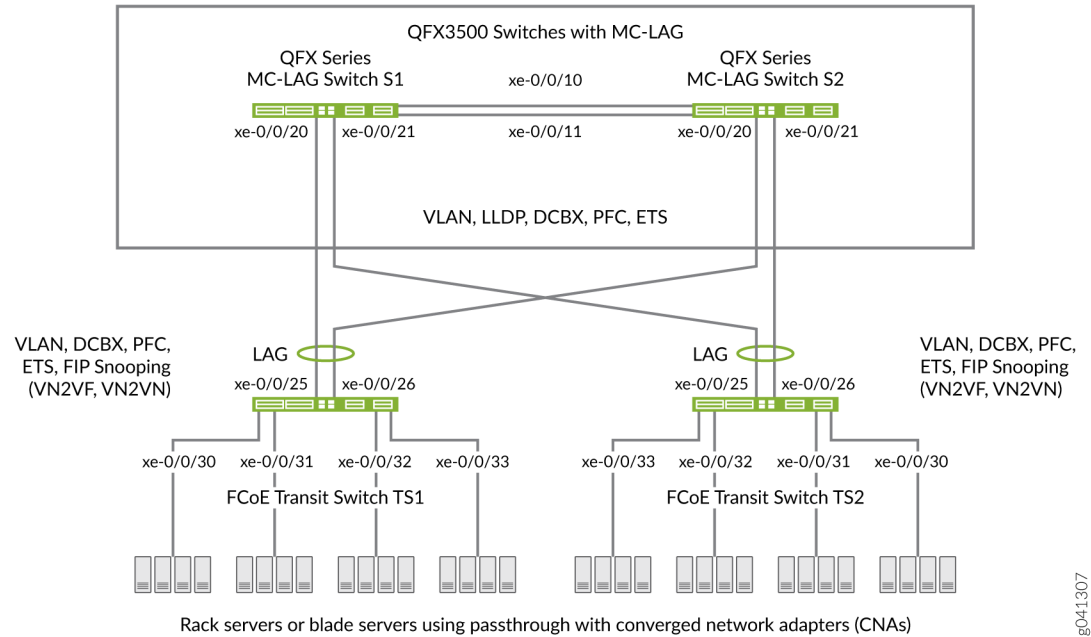 QFX3500 Switches with MC-LAG
QFX Series
MC-LAG Switch S1
QFX Series
MC-LAG Switch S2
xe-0/0/10
xe-0/0/20
xe-0/0/21
xe-0/0/11
xe-0/0/20
xe-0/0/21
VLAN, LLDP, DCBX, PFC, ETS
VLAN, DCBX, PFC,
ETS, FIP Snooping
(VN2VF, VN2VN)
LAG
LAG
VLAN, DCBX, PFC,
ETS, FIP Snooping
(VN2VF, VN2VN)
xe-0/0/25
xe-0/0/26
xe-0/0/25
xe-0/0/26
xe-0/0/30
xe-0/0/31
xe-0/0/32
xe-0/0/33
xe-0/0/33
xe-0/0/32
xe-0/0/31
xe-0/0/30
FCoE Transit Switch TS1
FCoE Transit Switch TS2
Rack servers or blade servers using passthrough with converged network adapters (CNAs)
g041307